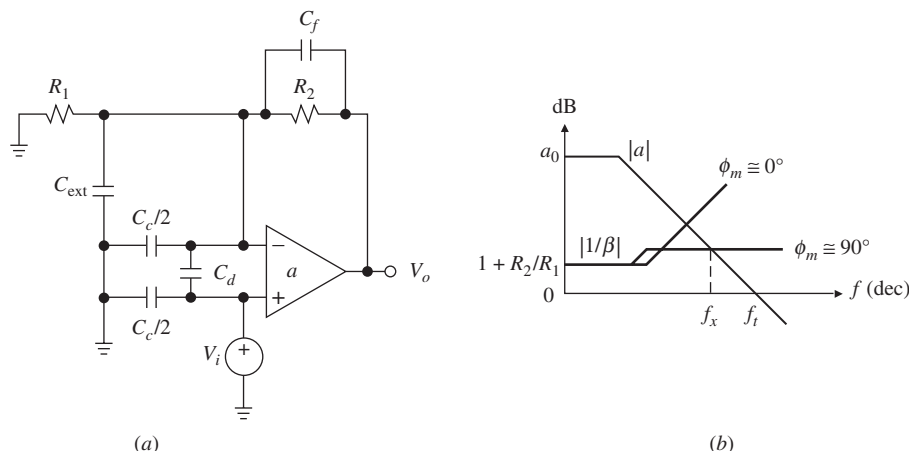 C_f
R_1
R_2
C_ext
C_c/2
C_d
C_c/2
−
+
a
V_o
V_i
+
(a)
dB
a_0
|a|
ϕ_m ≅ 0°
|1/β|
ϕ_m ≅ 90°
1 + R_2/R_1
0
f (dec)
f_x
f_t
(b)